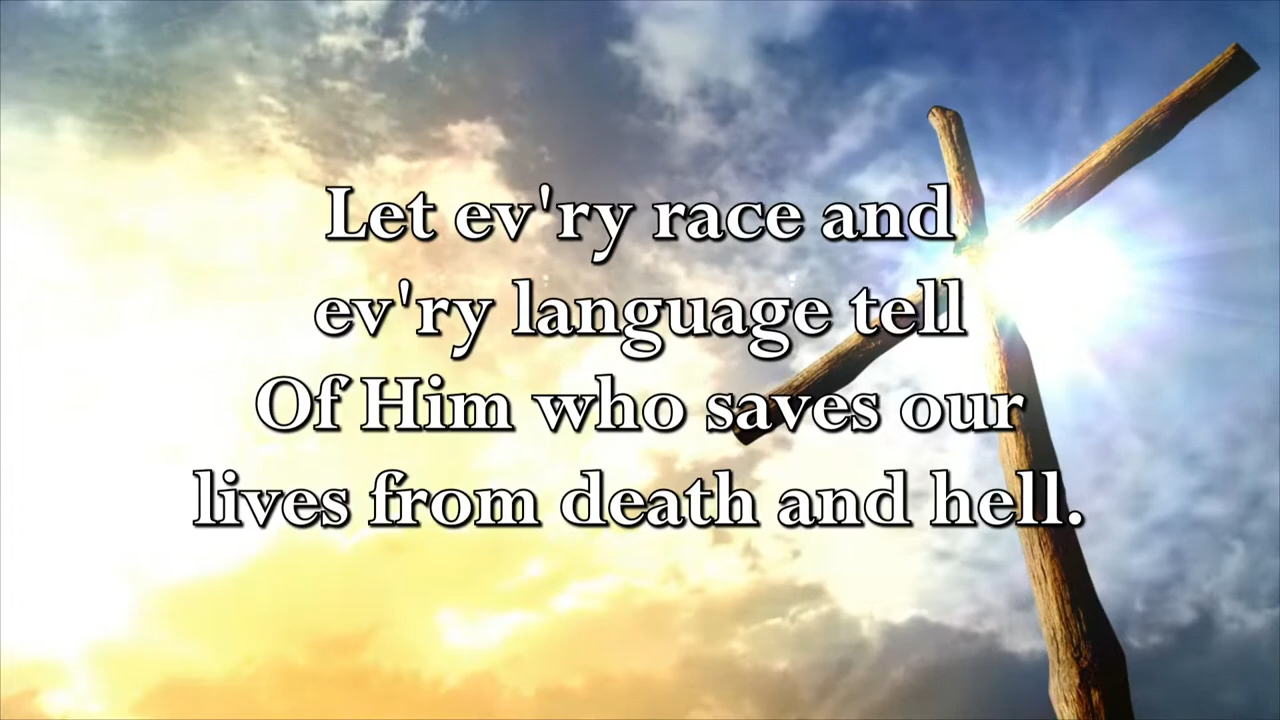 Let ev'ry race and
ev'ry language tell
Of Him who saves our
lives from death and hell.